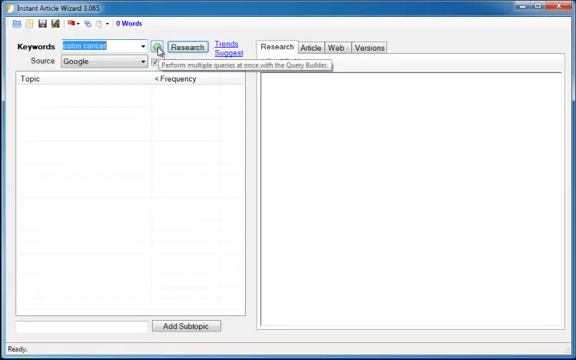 Instant Article Wizard 3.065
0 Words
Keywords colon cancel Research Trends
Suggest
Source Google
Research Article Web Versions
Perform multiple queries at once with the Query Builder.
Topic < Frequency
Add Subtopic
Ready.